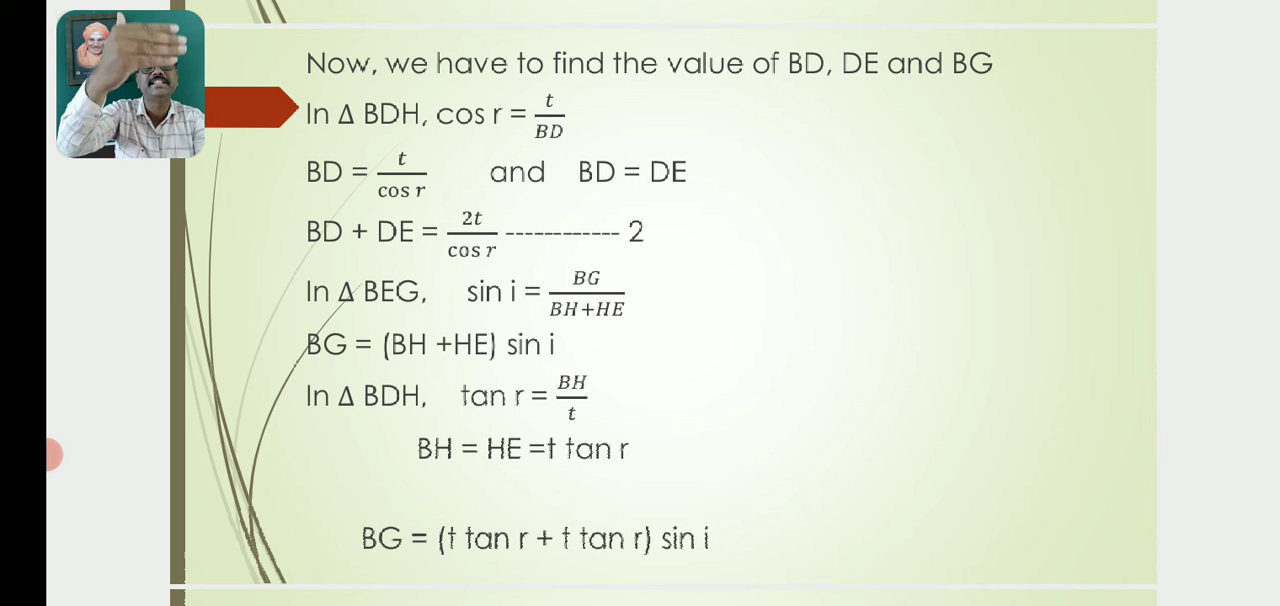 Now, we have to find the value of BD, DE and BG
In Δ BDH, cos r = t/BD
BD = t/cos r and BD = DE
BD + DE = 2t/cos r ------------ 2
In Δ BEG, sin i = BG/BH+HE
BG = (BH +HE) sin i
In Δ BDH, tan r = BH/t
BH = HE =t tan r
BG = (t tan r + t tan r) sin i